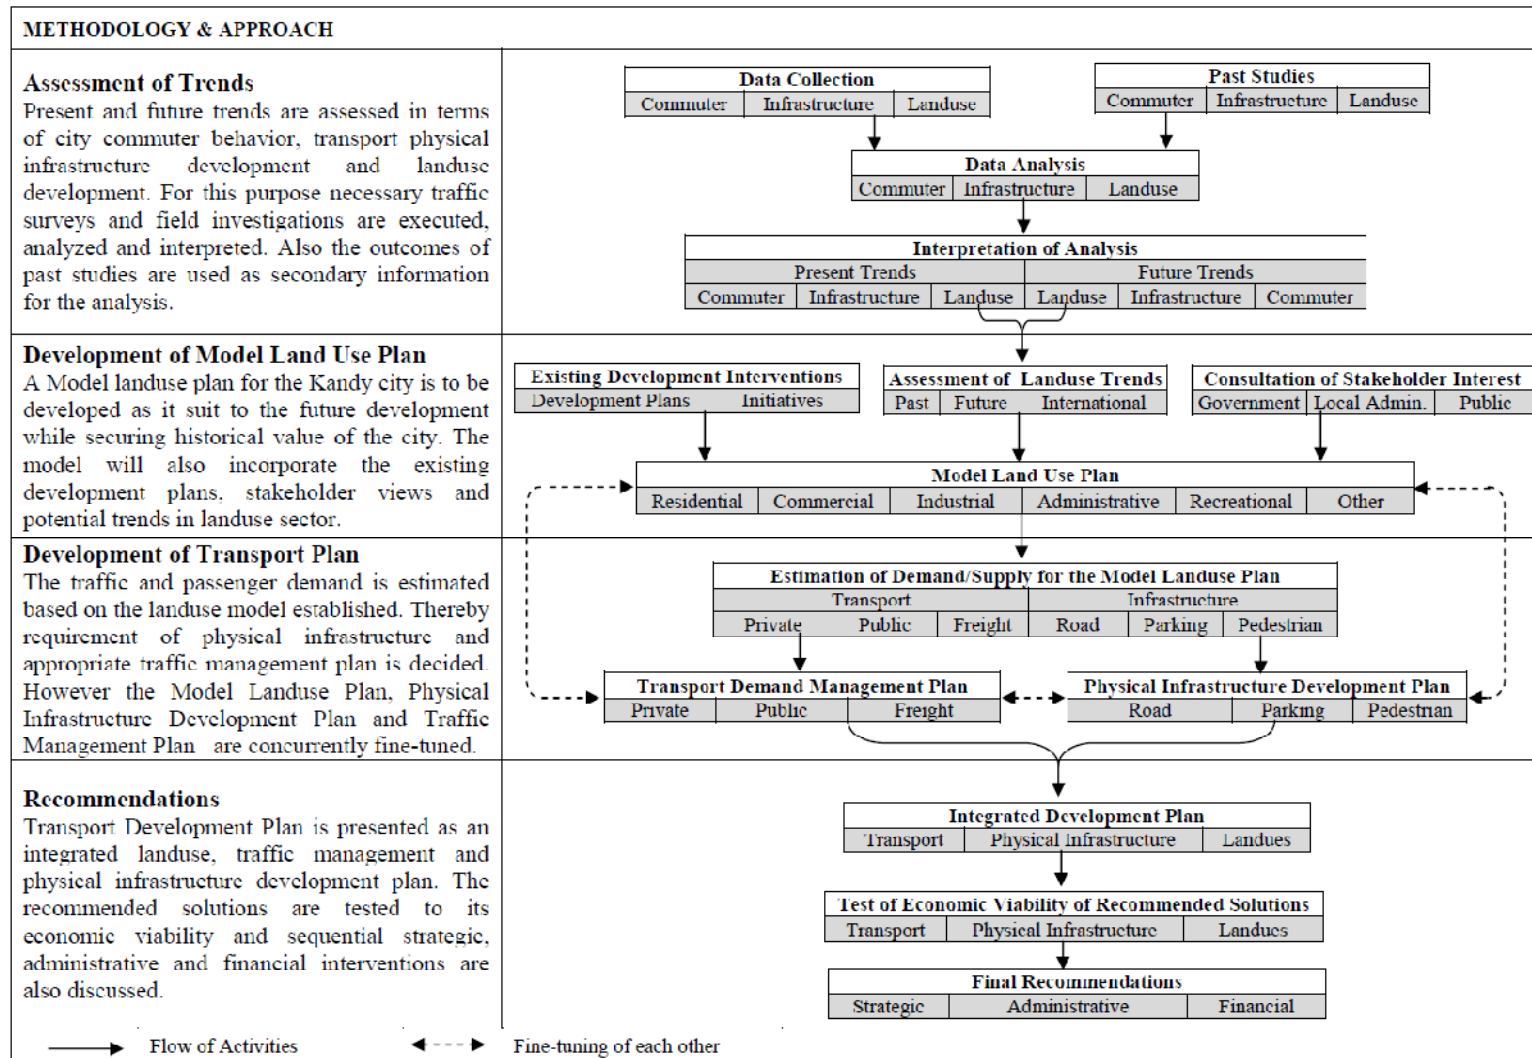 METHODOLOGY & APPROACH
Assessment of Trends
Present and future trends are assessed in terms
of city commuter behavior, transport physical
infrastructure development and landuse
development. For this purpose necessary traffic
surveys and field investigations are executed,
analyzed and interpreted. Also the outcomes of
past studies are used as secondary information
for the analysis.
Data Collection
Commuter Infrastructure Landuse
Past Studies
Commuter Infrastructure Landuse
Data Analysis
Commuter Infrastructure Landuse
Interpretation of Analysis
Present Trends Future Trends
Commuter Infrastructure Landuse Landuse Infrastructure Commuter
Development of Model Land Use Plan
A Model landuse plan for the Kandy city is to be
developed as it suit to the future development
while securing historical value of the city. The
model will also incorporate the existing
development plans, stakeholder views and
potential trends in landuse sector.
Existing Development Interventions
Development Plans Initiatives
Assessment of Landuse Trends
Past Future International
Consultation of Stakeholder Interest
Government Local Admin. Public
Model Land Use Plan
Residential Commercial Industrial Administrative Recreational Other
Development of Transport Plan
The traffic and passenger demand is estimated
based on the landuse model established. Thereby
requirement of physical infrastructure and
appropriate traffic management plan is decided.
However the Model Landuse Plan, Physical
Infrastructure Development Plan and Traffic
Management Plan are concurrently fine-tuned.
Estimation of Demand/Supply for the Model Landuse Plan
Transport Infrastructure
Private Public Freight Road Parking Pedestrian
Transport Demand Management Plan
Private Public Freight
Physical Infrastructure Development Plan
Road Parking Pedestrian
Recommendations
Transport Development Plan is presented as an
integrated landuse, traffic management and
physical infrastructure development plan. The
recommended solutions are tested to its
economic viability and sequential strategic,
administrative and financial interventions are
also discussed.
Integrated Development Plan
Transport Physical Infrastructure Landues
Test of Economic Viability of Recommended Solutions
Transport Physical Infrastructure Landues
Final Recommendations
Strategic Administrative Financial
Flow of Activities
Fine-tuning of each other